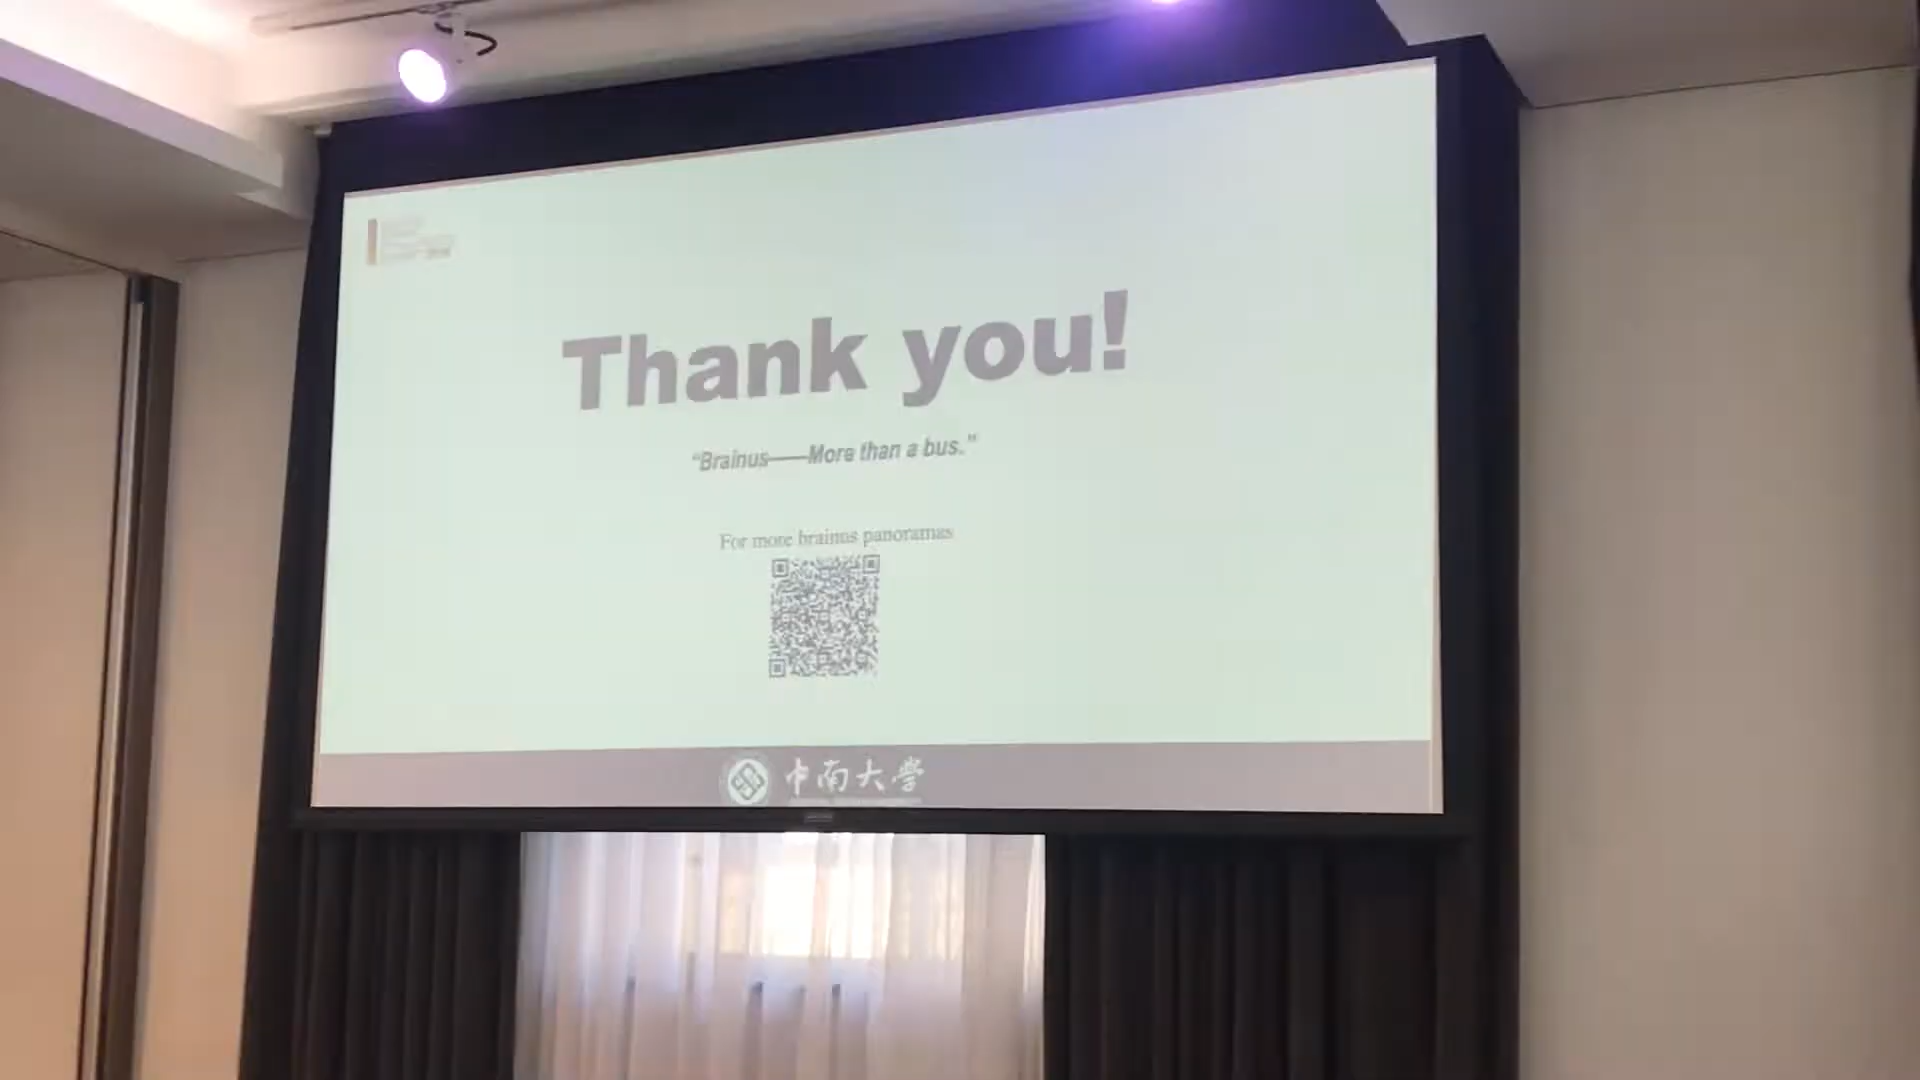 Thank you!
“Brainus——More than a bus.”
For more brainus panoramas
中南大学